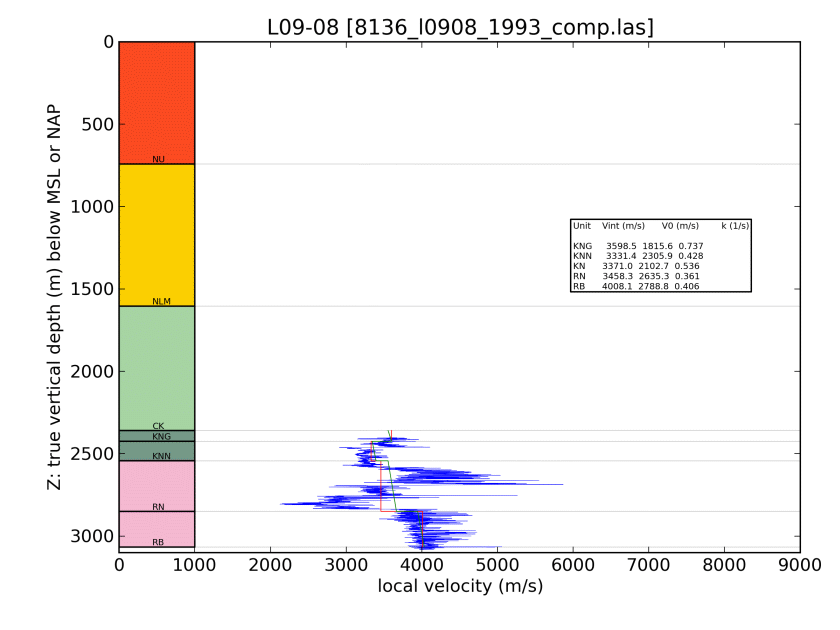 L09-08 [8136_l0908_1993_comp.las]
Z: true vertical depth (m) below MSL or NAP
0
500
1000
1500
2000
2500
3000
NU
NLM
CK
KNG
KNN
RN
RB
Unit Vint (m/s) V0 (m/s) k (1/s)
KNG 3598.5 1815.6 0.737
KNN 3331.4 2305.9 0.428
KN 3371.0 2102.7 0.536
RN 3458.3 2635.3 0.361
RB 4008.1 2788.8 0.406
0 1000 2000 3000 4000 5000 6000 7000 8000 9000
local velocity (m/s)